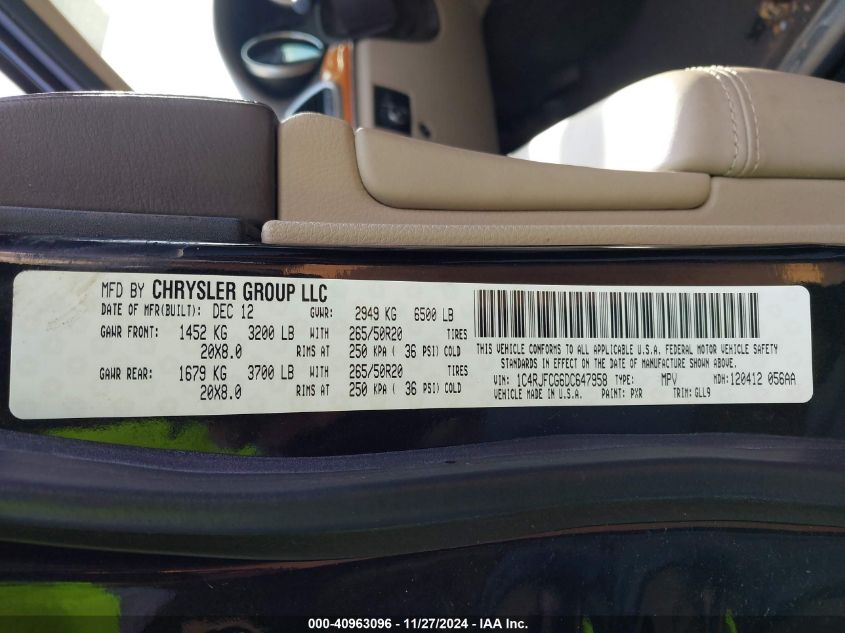 MFD BY CHRYSLER GROUP LLC
DATE OF MFR(BUILT): DEC 12 GVWR: 2949 KG 6500 LB
GAWR FRONT: 1452 KG 3200 LB WITH 265/50R20 TIRES
20X8.0 RIMS AT 250 KPA ( 36 PSI) COLD
GAWR REAR: 1679 KG 3700 LB WITH 265/50R20 TIRES
20X8.0 RIMS AT 250 KPA ( 36 PSI) COLD
THIS VEHICLE CONFORMS TO ALL APPLICABLE U.S.A. FEDERAL MOTOR VEHICLE SAFETY
STANDARDS IN EFFECT ON THE DATE OF MANUFACTURE SHOWN ABOVE
VIN: 1C4RJFCG6DC647958 TYPE: MPV MDH: 120412 056AA
VEHICLE MADE IN U.S.A. PAINT: PXR TRIM: GLL9
000-40963096 - 11/27/2024 - IAA Inc.